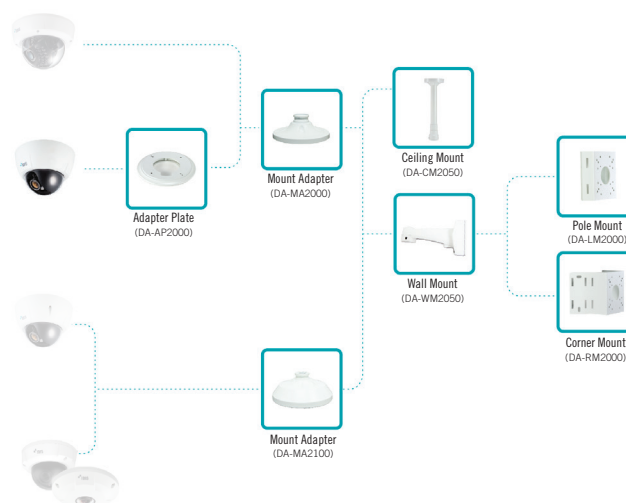 Ceiling Mount
(DA-CM2050)
Mount Adapter
(DA-MA2000)
Adapter Plate
(DA-AP2000)
Pole Mount
(DA-LM2000)
Wall Mount
(DA-WM2050)
Corner Mount
(DA-RM2000)
Mount Adapter
(DA-MA2100)